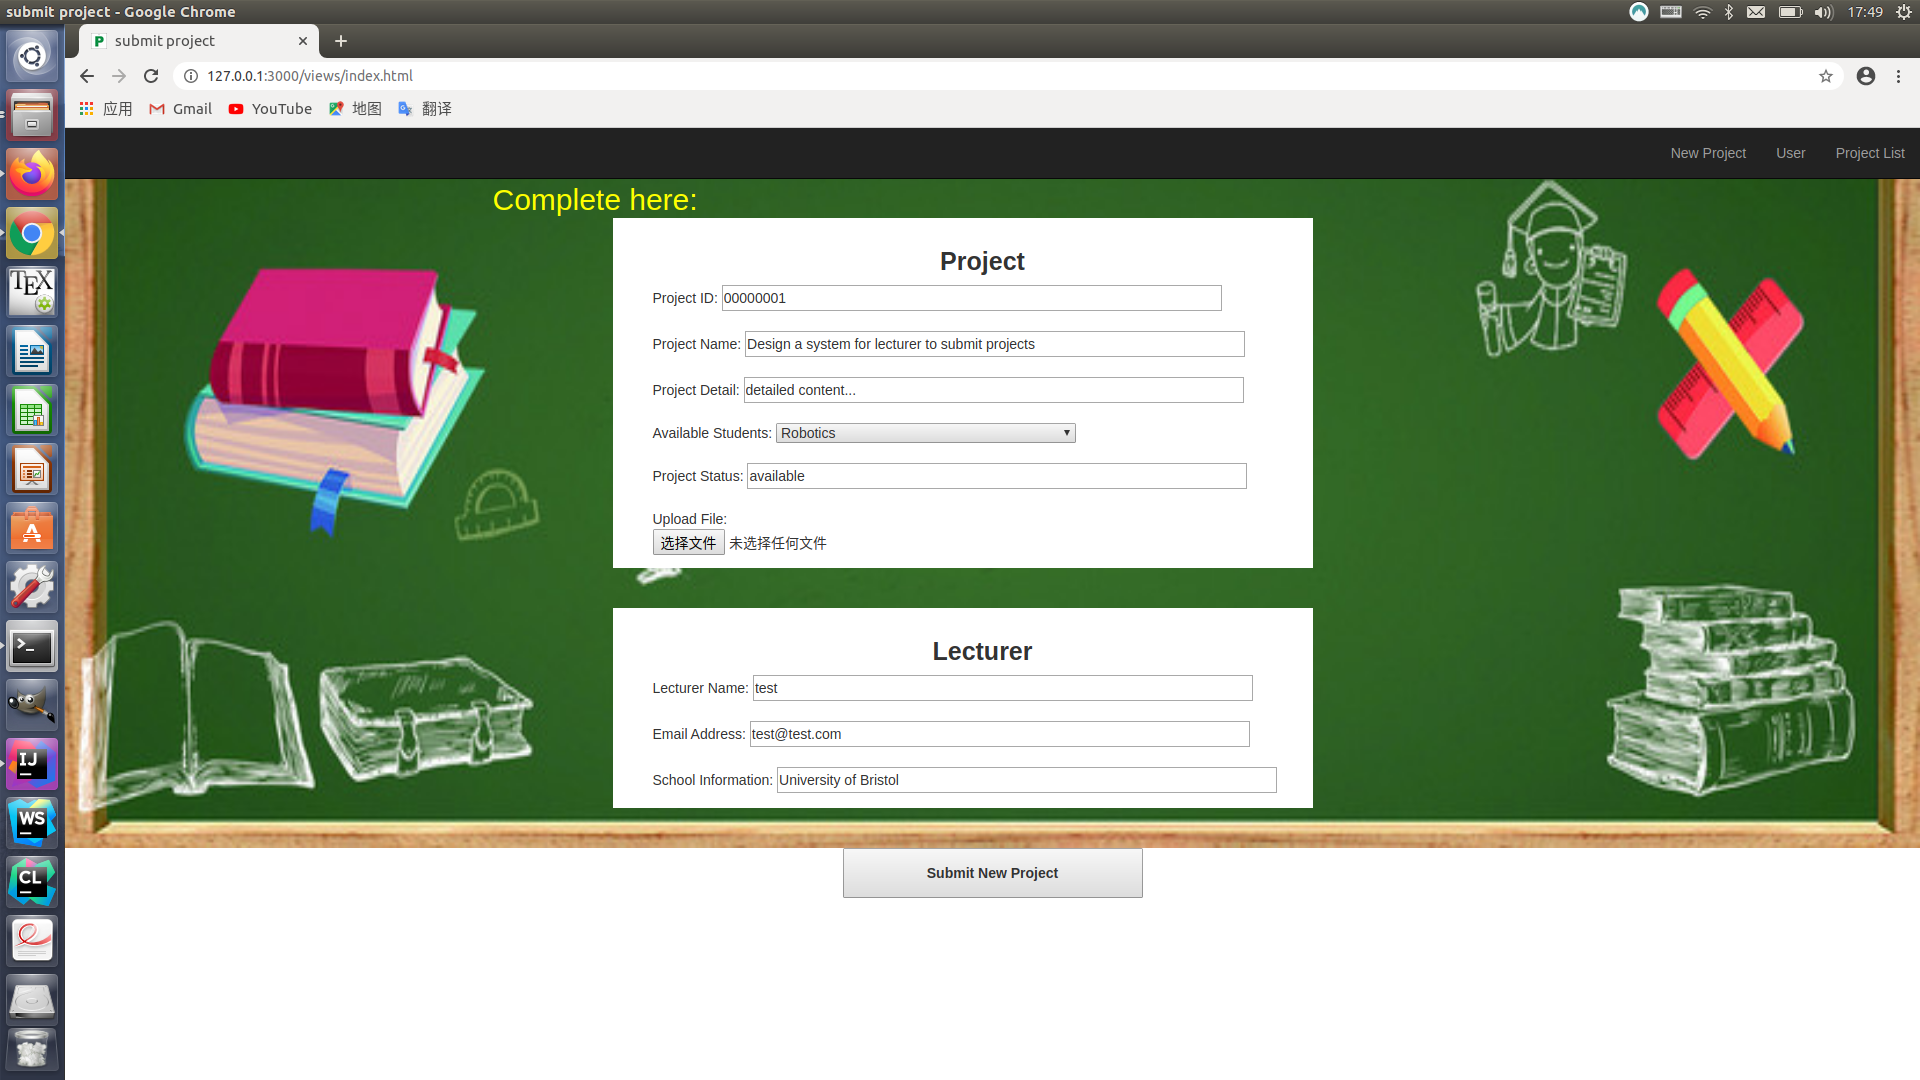 submit project - Google Chrome
17:49
submit project
127.0.0.1:3000/views/index.html
应用 Gmail YouTube 地图 翻译
New Project User Project List
Complete here:
Project
Project ID: 00000001
Project Name: Design a system for lecturer to submit projects
Project Detail: detailed content...
Available Students: Robotics
Project Status: available
Upload File:
选择文件 未选择任何文件
Lecturer
Lecturer Name: test
Email Address: test@test.com
School Information: University of Bristol
Submit New Project
TEX
IJ
WS
CL